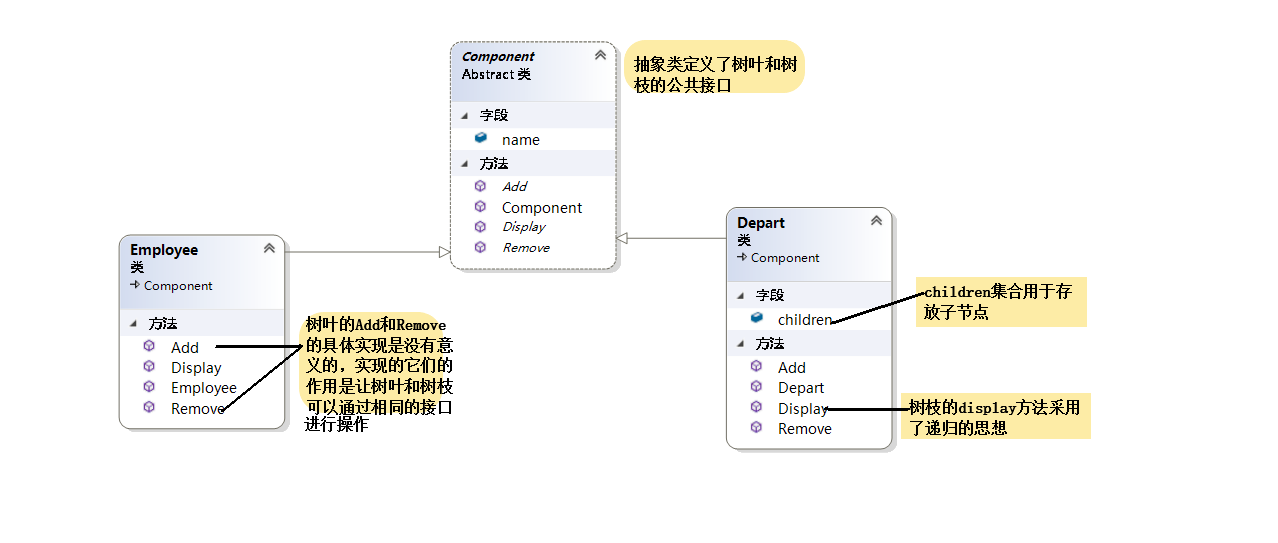 Component
Abstract 类
字段
name
方法
Add
Component
Display
Remove
抽象类定义了树叶和树
枝的公共接口
Employee
类
Component
方法
Add
Display
Employee
Remove
树叶的Add和Remove
的具体实现是没有意
义的，实现的它们的
作用是让树叶和树枝
可以通过相同的接口
进行操作
Depart
类
Component
字段
children
方法
Add
Depart
Display
Remove
children集合用于存
放子节点
树枝的display方法采用
了递归的思想